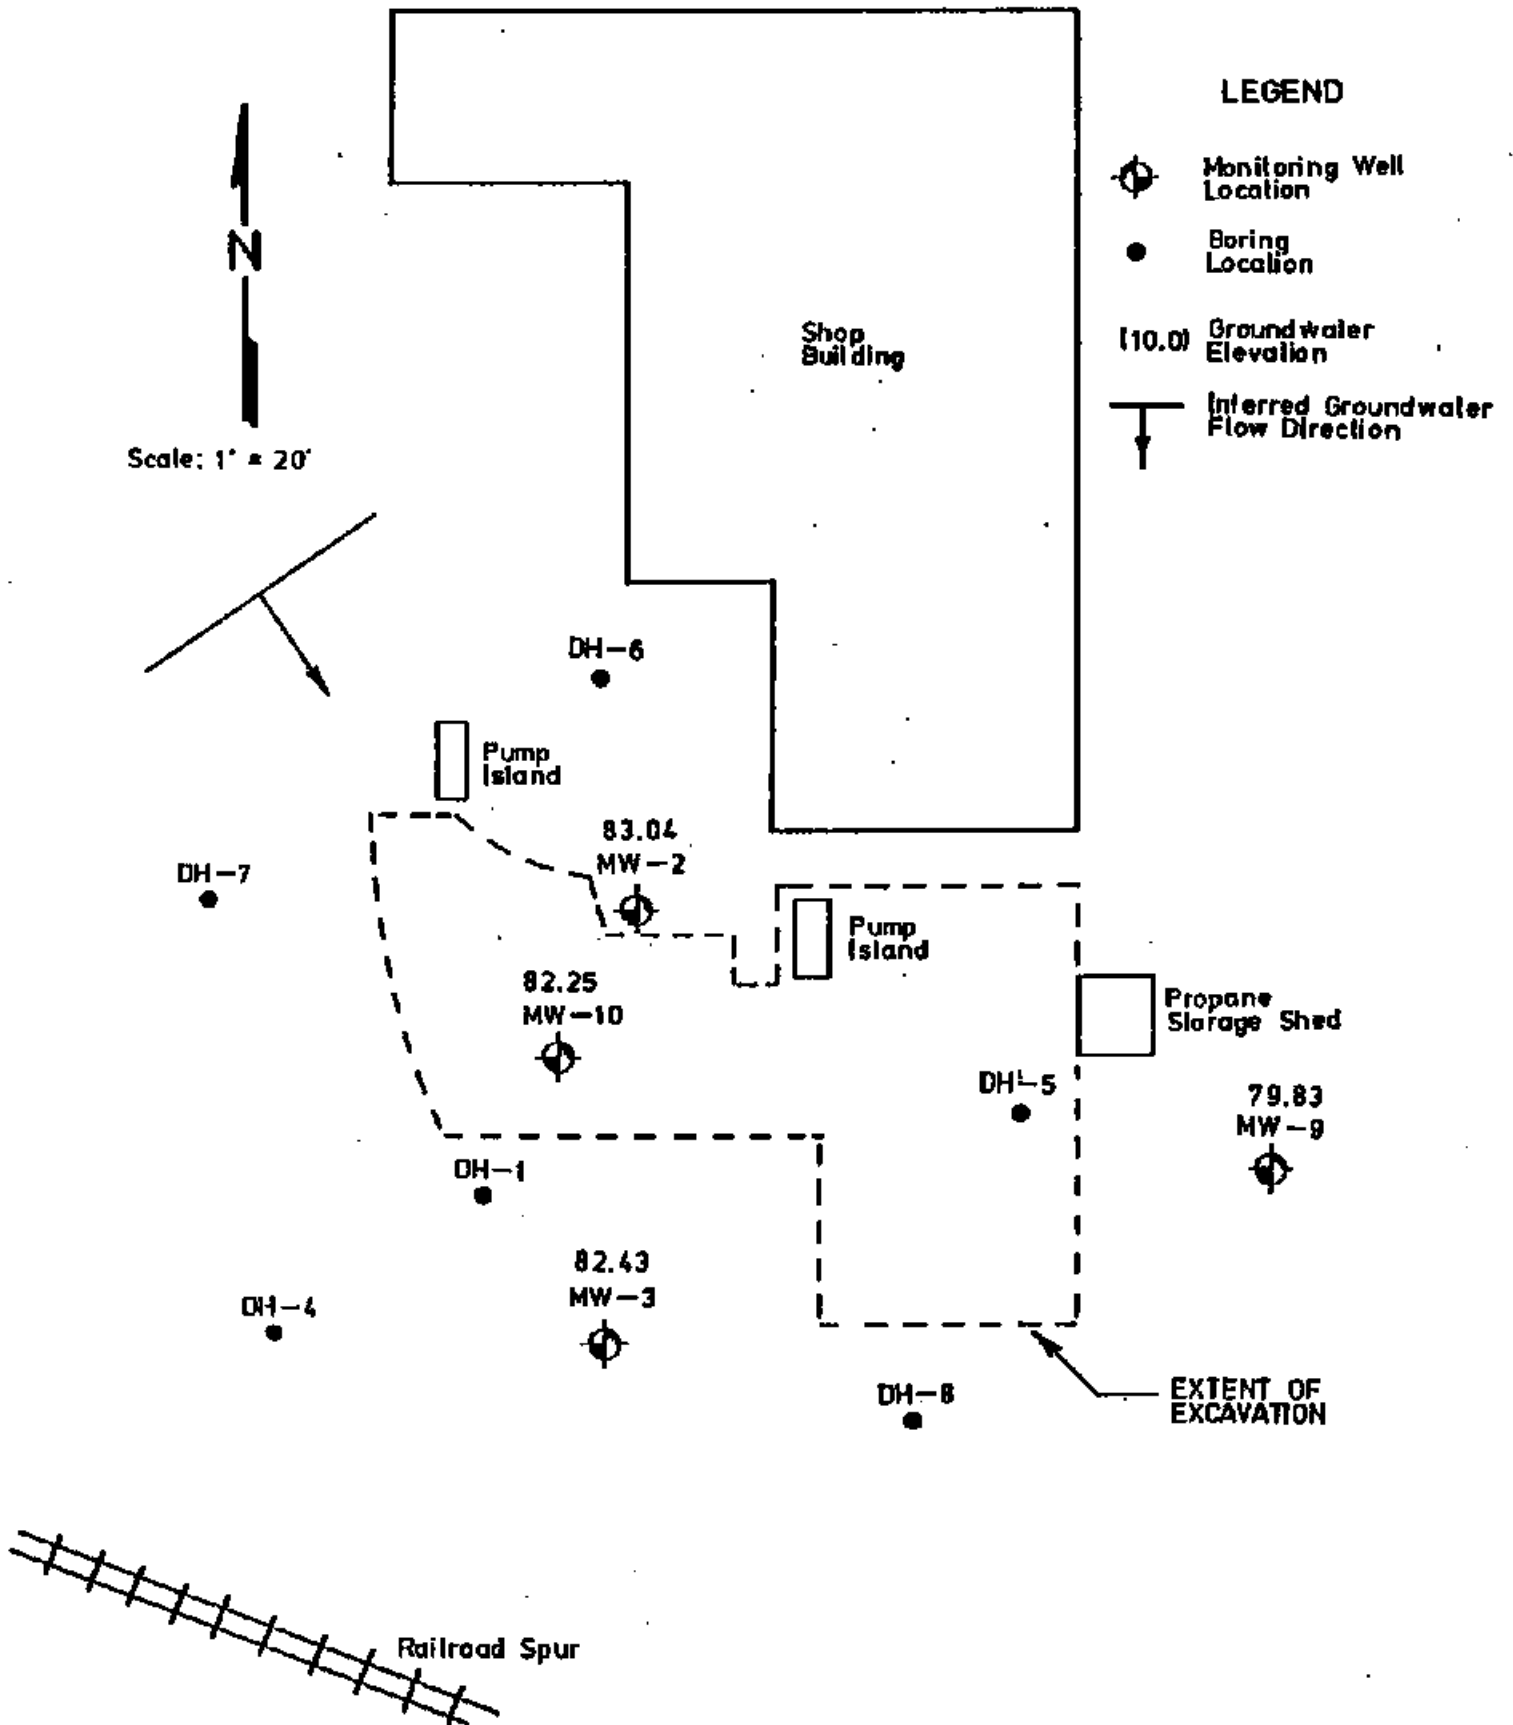 LEGEND
Monitoring Well
Location
Boring
Location
(10.0) Groundwater
Elevation
Inferred Groundwater
Flow Direction
N
Scale: 1" = 20'
Shop
Building
DH-6
Pump
Island
83.04
MW-2
DH-7
Pump
Island
82.25
MW-10
Propane
Storage Shed
DH-5
79.83
MW-9
DH-1
82.43
MW-3
DH-4
DH-8
EXTENT OF
EXCAVATION
Railroad Spur